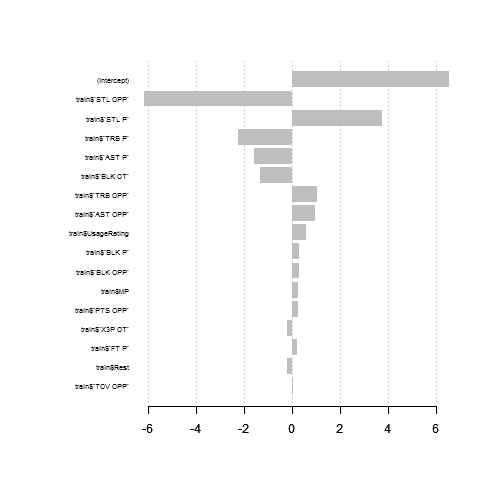 (Intercept)
train$`STL OPP`
train$`STL P`
train$`TRB P`
train$`AST P`
train$`BLK OT`
train$`TRB OPP`
train$`AST OPP`
train$UsageRating
train$`BLK P`
train$`BLK OPP`
train$MP
train$`PTS OPP`
train$`X3P OT`
train$`FT P`
train$Rest
train$`TOV OPP`
-6 -4 -2 0 2 4 6